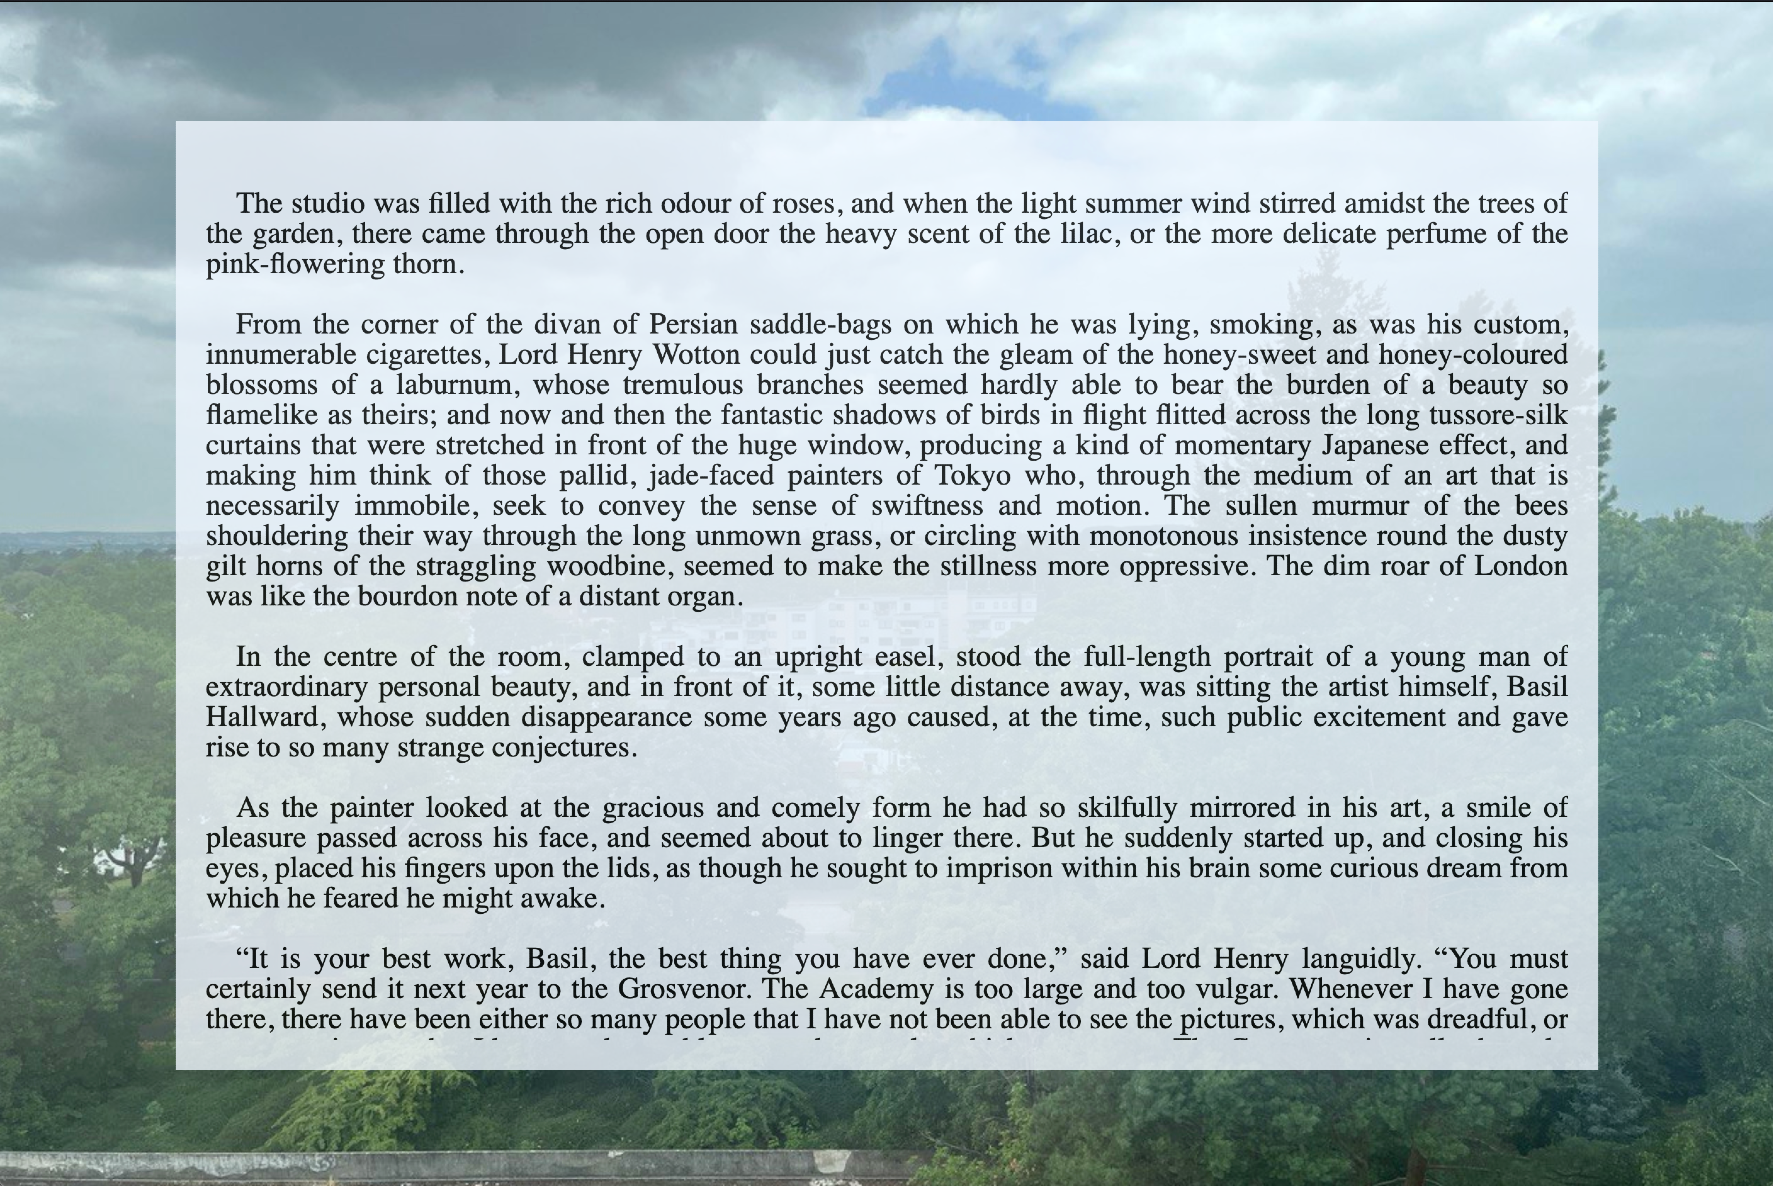 The studio was filled with the rich odour of roses, and when the light summer wind stirred amidst the trees of
the garden, there came through the open door the heavy scent of the lilac, or the more delicate perfume of the
pink-flowering thorn.
From the corner of the divan of Persian saddle-bags on which he was lying, smoking, as was his custom,
innumerable cigarettes, Lord Henry Wotton could just catch the gleam of the honey-sweet and honey-coloured
blossoms of a laburnum, whose tremulous branches seemed hardly able to bear the burden of a beauty so
flamelike as theirs; and now and then the fantastic shadows of birds in flight flitted across the long tussore-silk
curtains that were stretched in front of the huge window, producing a kind of momentary Japanese effect, and
making him think of those pallid, jade-faced painters of Tokyo who, through the medium of an art that is
necessarily immobile, seek to convey the sense of swiftness and motion. The sullen murmur of the bees
shouldering their way through the long unmown grass, or circling with monotonous insistence round the dusty
gilt horns of the straggling woodbine, seemed to make the stillness more oppressive. The dim roar of London
was like the bourdon note of a distant organ.
In the centre of the room, clamped to an upright easel, stood the full-length portrait of a young man of
extraordinary personal beauty, and in front of it, some little distance away, was sitting the artist himself, Basil
Hallward, whose sudden disappearance some years ago caused, at the time, such public excitement and gave
rise to so many strange conjectures.
As the painter looked at the gracious and comely form he had so skilfully mirrored in his art, a smile of
pleasure passed across his face, and seemed about to linger there. But he suddenly started up, and closing his
eyes, placed his fingers upon the lids, as though he sought to imprison within his brain some curious dream from
which he feared he might awake.
“It is your best work, Basil, the best thing you have ever done,” said Lord Henry languidly. “You must
certainly send it next year to the Grosvenor. The Academy is too large and too vulgar. Whenever I have gone
there, there have been either so many people that I have not been able to see the pictures, which was dreadful, or